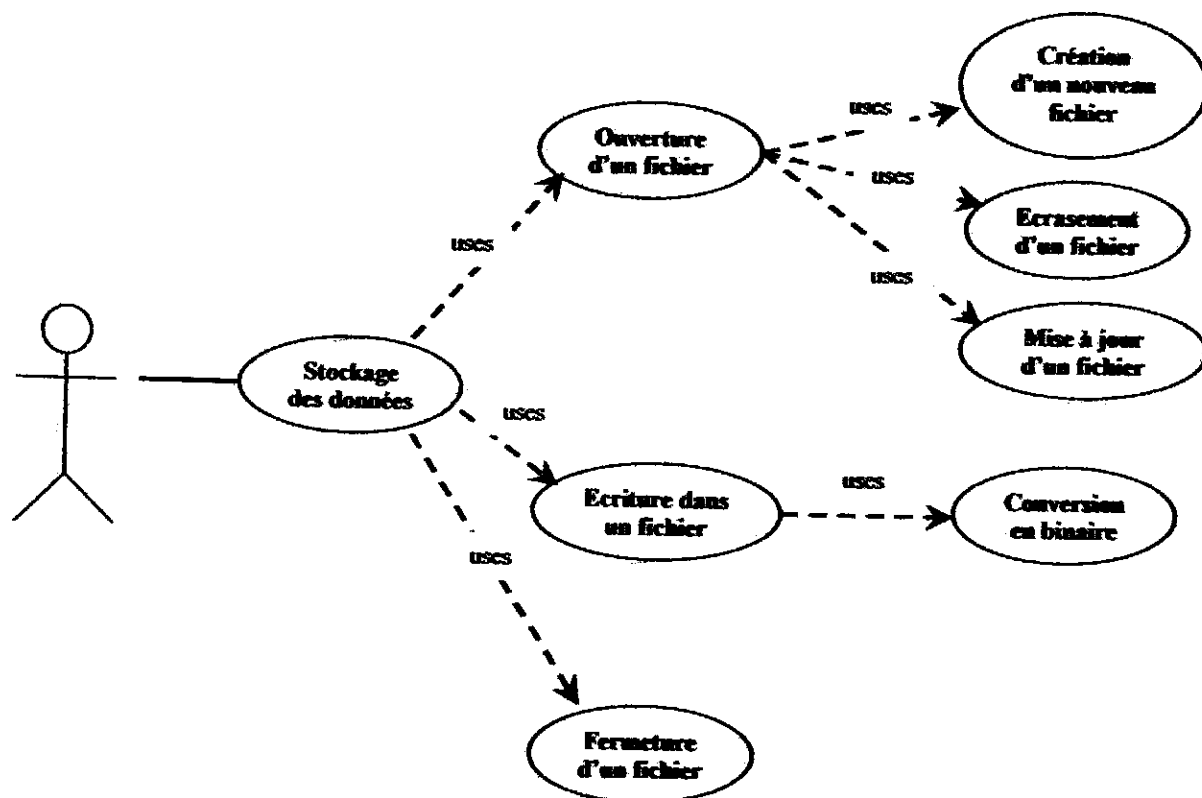 Création
d'un nouveau
fichier
uses
Ouverture
d'un fichier
uses
Ecrasement
d'un fichier
uses
uses
Mise à jour
d'un fichier
Stockage
des données
uses
uses
Ecriture dans
un fichier
Conversion
en binaire
uses
Fermeture
d'un fichier